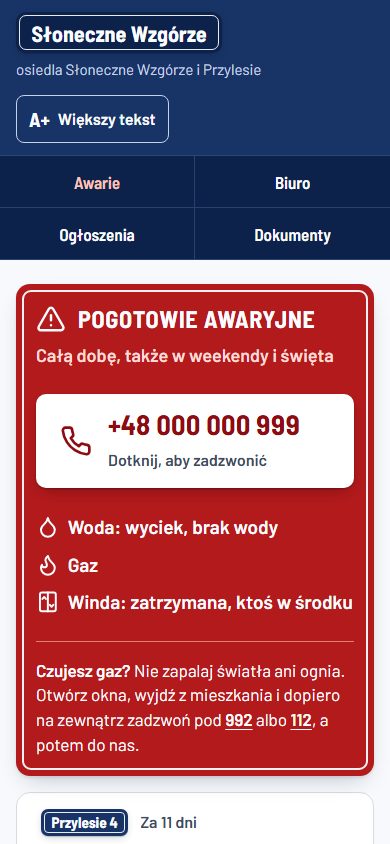 Słoneczne Wzgórze
osiedla Słoneczne Wzgórze i Przylesie
A+ Większy tekst
Awarie
Biuro
Ogłoszenia
Dokumenty
POGOTOWIE AWARYJNE
Całą dobę, także w weekendy i święta
+48 000 000 999
Dotknij, aby zadzwonić
Woda: wyciek, brak wody
Gaz
Winda: zatrzymana, ktoś w środku
Czujesz gaz? Nie zapalaj światła ani ognia.
Otwórz okna, wyjdź z mieszkania i dopiero
na zewnątrz zadzwoń pod 992 albo 112, a
potem do nas.
Przylesie 4 Za 11 dni